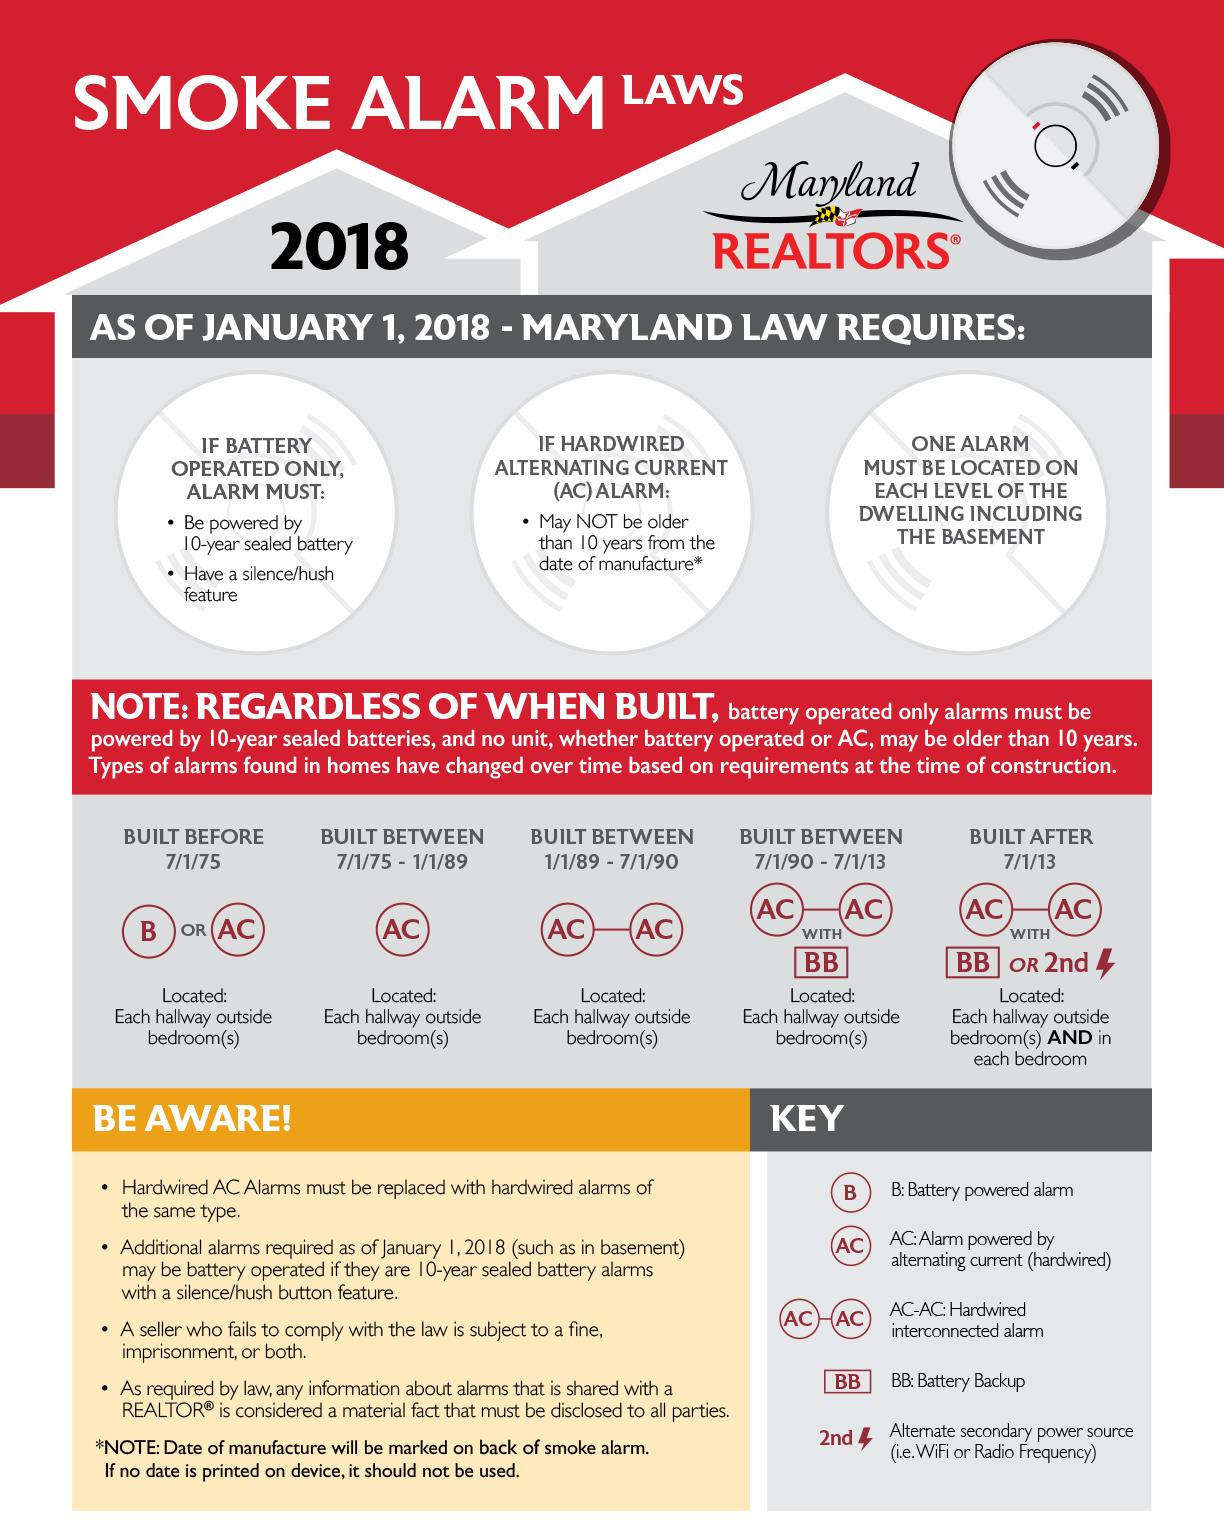 SMOKE ALARM LAWS
2018
Maryland
REALTORS®
AS OF JANUARY 1, 2018 - MARYLAND LAW REQUIRES:
IF BATTERY
OPERATED ONLY,
ALARM MUST:
• Be powered by
10-year sealed battery
• Have a silence/hush
feature
IF HARDWIRED
ALTERNATING CURRENT
(AC) ALARM:
• May NOT be older
than 10 years from the
date of manufacture*
ONE ALARM
MUST BE LOCATED ON
EACH LEVEL OF THE
DWELLING INCLUDING
THE BASEMENT
NOTE: REGARDLESS OF WHEN BUILT, battery operated only alarms must be
powered by 10-year sealed batteries, and no unit, whether battery operated or AC, may be older than 10 years.
Types of alarms found in homes have changed over time based on requirements at the time of construction.
BUILT BEFORE
7/1/75
B OR AC
Located:
Each hallway outside
bedroom(s)
BUILT BETWEEN
7/1/75 - 1/1/89
AC
Located:
Each hallway outside
bedroom(s)
BUILT BETWEEN
1/1/89 - 7/1/90
AC AC
Located:
Each hallway outside
bedroom(s)
BUILT BETWEEN
7/1/90 - 7/1/13
AC AC
WITH
BB
Located:
Each hallway outside
bedroom(s)
BUILT AFTER
7/1/13
AC AC
WITH
BB OR 2nd
Located:
Each hallway outside
bedroom(s) AND in
each bedroom
BE AWARE!
• Hardwired AC Alarms must be replaced with hardwired alarms of
the same type.
• Additional alarms required as of January 1, 2018 (such as in basement)
may be battery operated if they are 10-year sealed battery alarms
with a silence/hush button feature.
• A seller who fails to comply with the law is subject to a fine,
imprisonment, or both.
• As required by law, any information about alarms that is shared with a
REALTOR® is considered a material fact that must be disclosed to all parties.
*NOTE: Date of manufacture will be marked on back of smoke alarm.
If no date is printed on device, it should not be used.
KEY
B B: Battery powered alarm
AC AC: Alarm powered by
alternating current (hardwired)
AC AC AC-AC: Hardwired
interconnected alarm
BB BB: Battery Backup
2nd Alternate secondary power source
(i.e. WiFi or Radio Frequency)